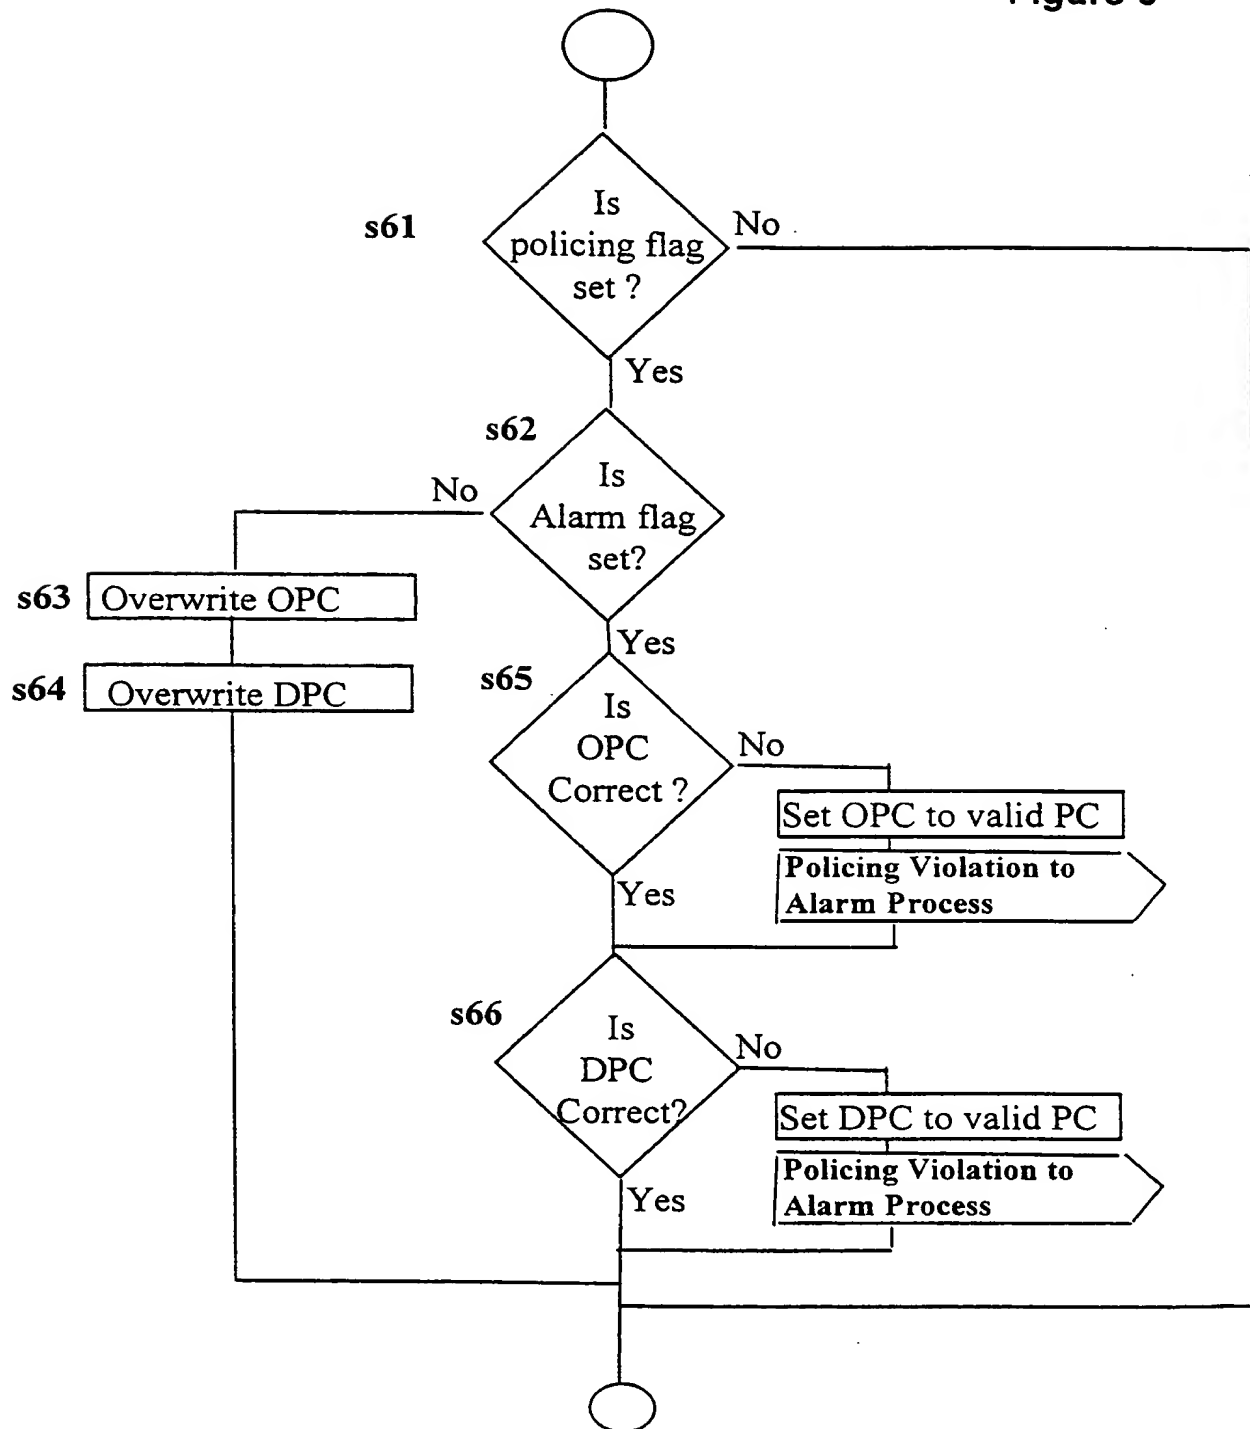 s61
Is
policing flag
set ?
No
Yes
s62
Is
Alarm flag
set?
No
Yes
s63
Overwrite OPC
s64
Overwrite DPC
s65
Is
OPC
Correct ?
No
Set OPC to valid PC
Policing Violation to
Alarm Process
Yes
s66
Is
DPC
Correct?
No
Set DPC to valid PC
Policing Violation to
Alarm Process
Yes